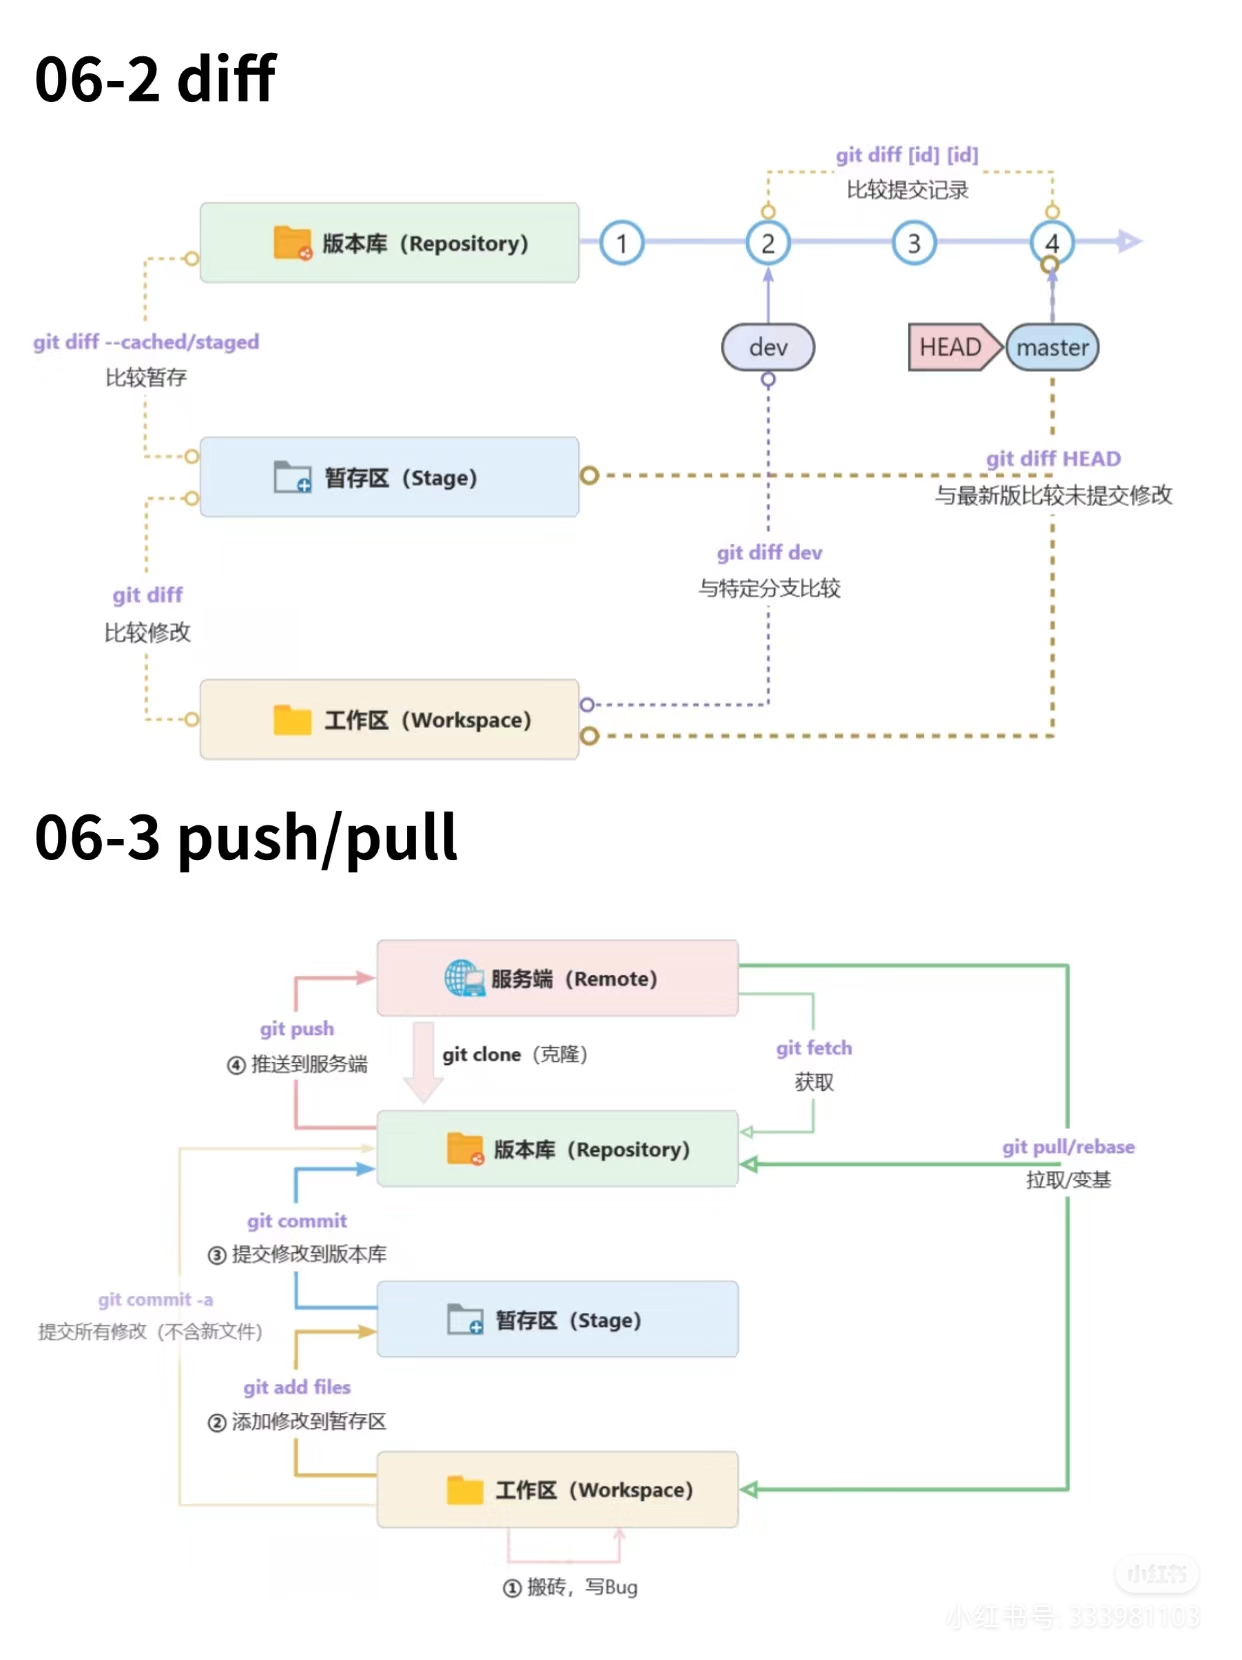 06-2 diff
git diff [id] [id]
比较提交记录
版本库（Repository）
1
2
3
4
git diff --cached/staged
比较暂存
dev
HEAD
master
暂存区（Stage）
git diff HEAD
与最新版比较未提交修改
git diff dev
与特定分支比较
git diff
比较修改
工作区（Workspace）
06-3 push/pull
服务端（Remote）
git push
④ 推送到服务端
git clone（克隆）
git fetch
获取
版本库（Repository）
git pull/rebase
拉取/变基
git commit
③ 提交修改到版本库
git commit -a
提交所有修改（不含新文件）
暂存区（Stage）
git add files
② 添加修改到暂存区
工作区（Workspace）
① 搬砖，写Bug
小红书
小红书号: 333981103